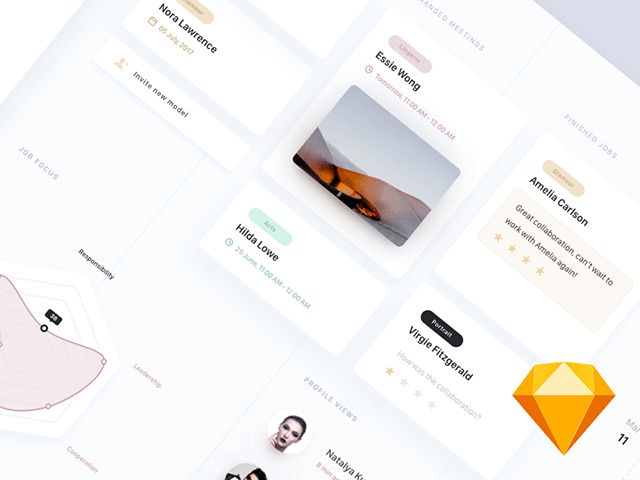 Glamour
Nora Lawrence
05 July, 2017
Invite new model
JOB FOCUS
Responsibility
38
Leadership
Cooperation
MEETINGS
Lingerie
Essie Wong
Tomorrow, 11:00 AM - 12:00 AM
Acts
Hilda Lowe
25 June, 11:00 AM - 12:00 AM
PROFILE VIEWS
Natalya
8 min
FINISHED JOBS
Glamour
Amelia Carlson
Great collaboration, can't wait to
work with Amelia again!
Portrait
Virgie Fitzgerald
How was the collaboration?
11